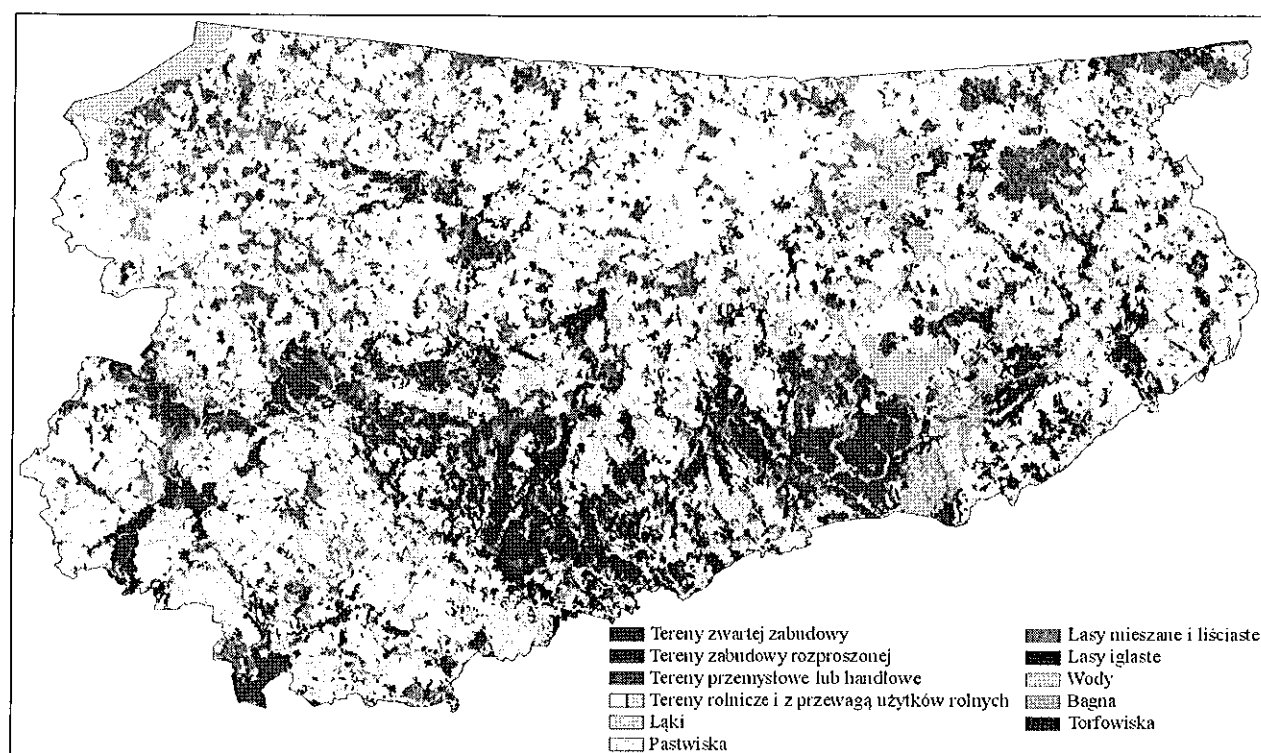 Tereny zwartej zabudowy
Tereny zabudowy rozproszonej
Tereny przemysłowe lub handlowe
Tereny rolnicze i z przewagą użytków rolnych
Łąki
Pastwiska
Lasy mieszane i liściaste
Lasy iglaste
Wody
Bagna
Torfowiska